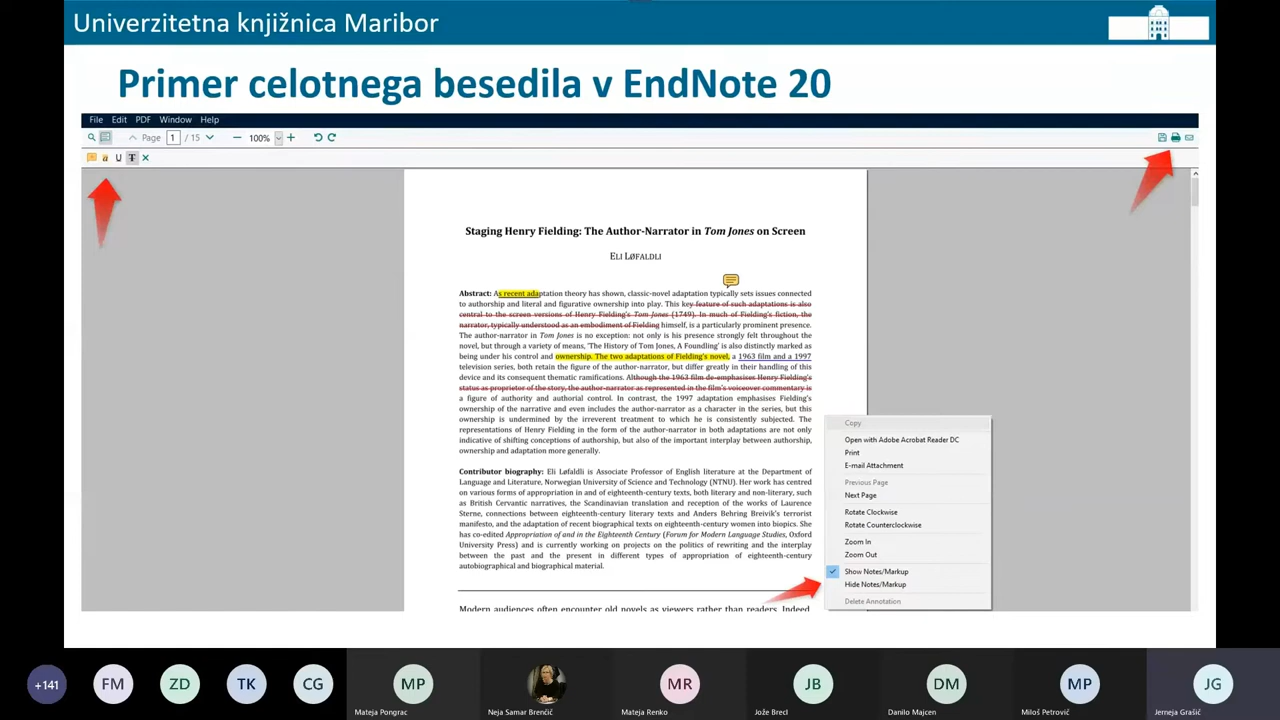 Univerzitetna knjižnica Maribor
Primer celotnega besedila v EndNote 20
File Edit PDF Window Help
Page 1 / 15 100%
a U T
Staging Henry Fielding: The Author-Narrator in Tom Jones on Screen
ELI LØFALDLI
Abstract: As recent adaptation theory has shown, classic-novel adaptation typically sets issues connected
to authorship and literal and figurative ownership into play. This key feature of such adaptations is also
central to the screen versions of Henry Fielding's Tom Jones (1749). In much of Fielding's fiction, the
narrator, typically understood as an embodiment of Fielding himself, is a particularly prominent presence.
The author-narrator in Tom Jones is no exception: not only is his presence strongly felt throughout the
novel, but through a variety of means, 'The History of Tom Jones, A Foundling' is also distinctly marked as
being under his control and ownership. The two adaptations of Fielding's novel, a 1963 film and a 1997
television series, both retain the figure of the author-narrator, but differ greatly in their handling of this
device and its consequent thematic ramifications. Although the 1963 film de-emphasises Henry Fielding's
status as proprietor of the story, the author-narrator as represented in the film's voiceover commentary is
a figure of authority and authorial control. In contrast, the 1997 adaptation emphasises Fielding's
ownership of the narrative and even includes the author-narrator as a character in the series, but this
ownership is undermined by the irreverent treatment to which he is consistently subjected. The
representations of Henry Fielding in the form of the author-narrator in both adaptations are not only
indicative of shifting conceptions of authorship, but also of the important interplay between authorship,
ownership and adaptation more generally.
Contributor biography: Eli Løfaldli is Associate Professor of English literature at the Department of
Language and Literature, Norwegian University of Science and Technology (NTNU). Her work has centred
on various forms of appropriation in and of eighteenth-century texts, both literary and non-literary, such
as British Cervantic narratives, the Scandinavian translation and reception of the works of Laurence
Sterne, connections between eighteenth-century literary texts and Anders Behring Breivik's terrorist
manifesto, and the adaptation of recent biographical texts on eighteenth-century women into biopics. She
has co-edited Appropriation of and in the Eighteenth Century (Forum for Modern Language Studies, Oxford
University Press) and is currently working on projects on the politics of rewriting and the interplay
between the past and the present in different types of appropriation of eighteenth-century
autobiographical and biographical material.
Modern audiences often encounter old novels as viewers rather than readers. Indeed
Copy
Open with Adobe Acrobat Reader DC
Print
E-mail Attachment
Previous Page
Next Page
Rotate Clockwise
Rotate Counterclockwise
Zoom In
Zoom Out
Show Notes/Markup
Hide Notes/Markup
Delete Annotation
+141 FM ZD TK CG MP MR JB DM MP JG
Mateja Pongrac Neja Samar Brenčič Mateja Renko Jože Brecl Danilo Majcen Miloš Petrovič Jerneja Grašič